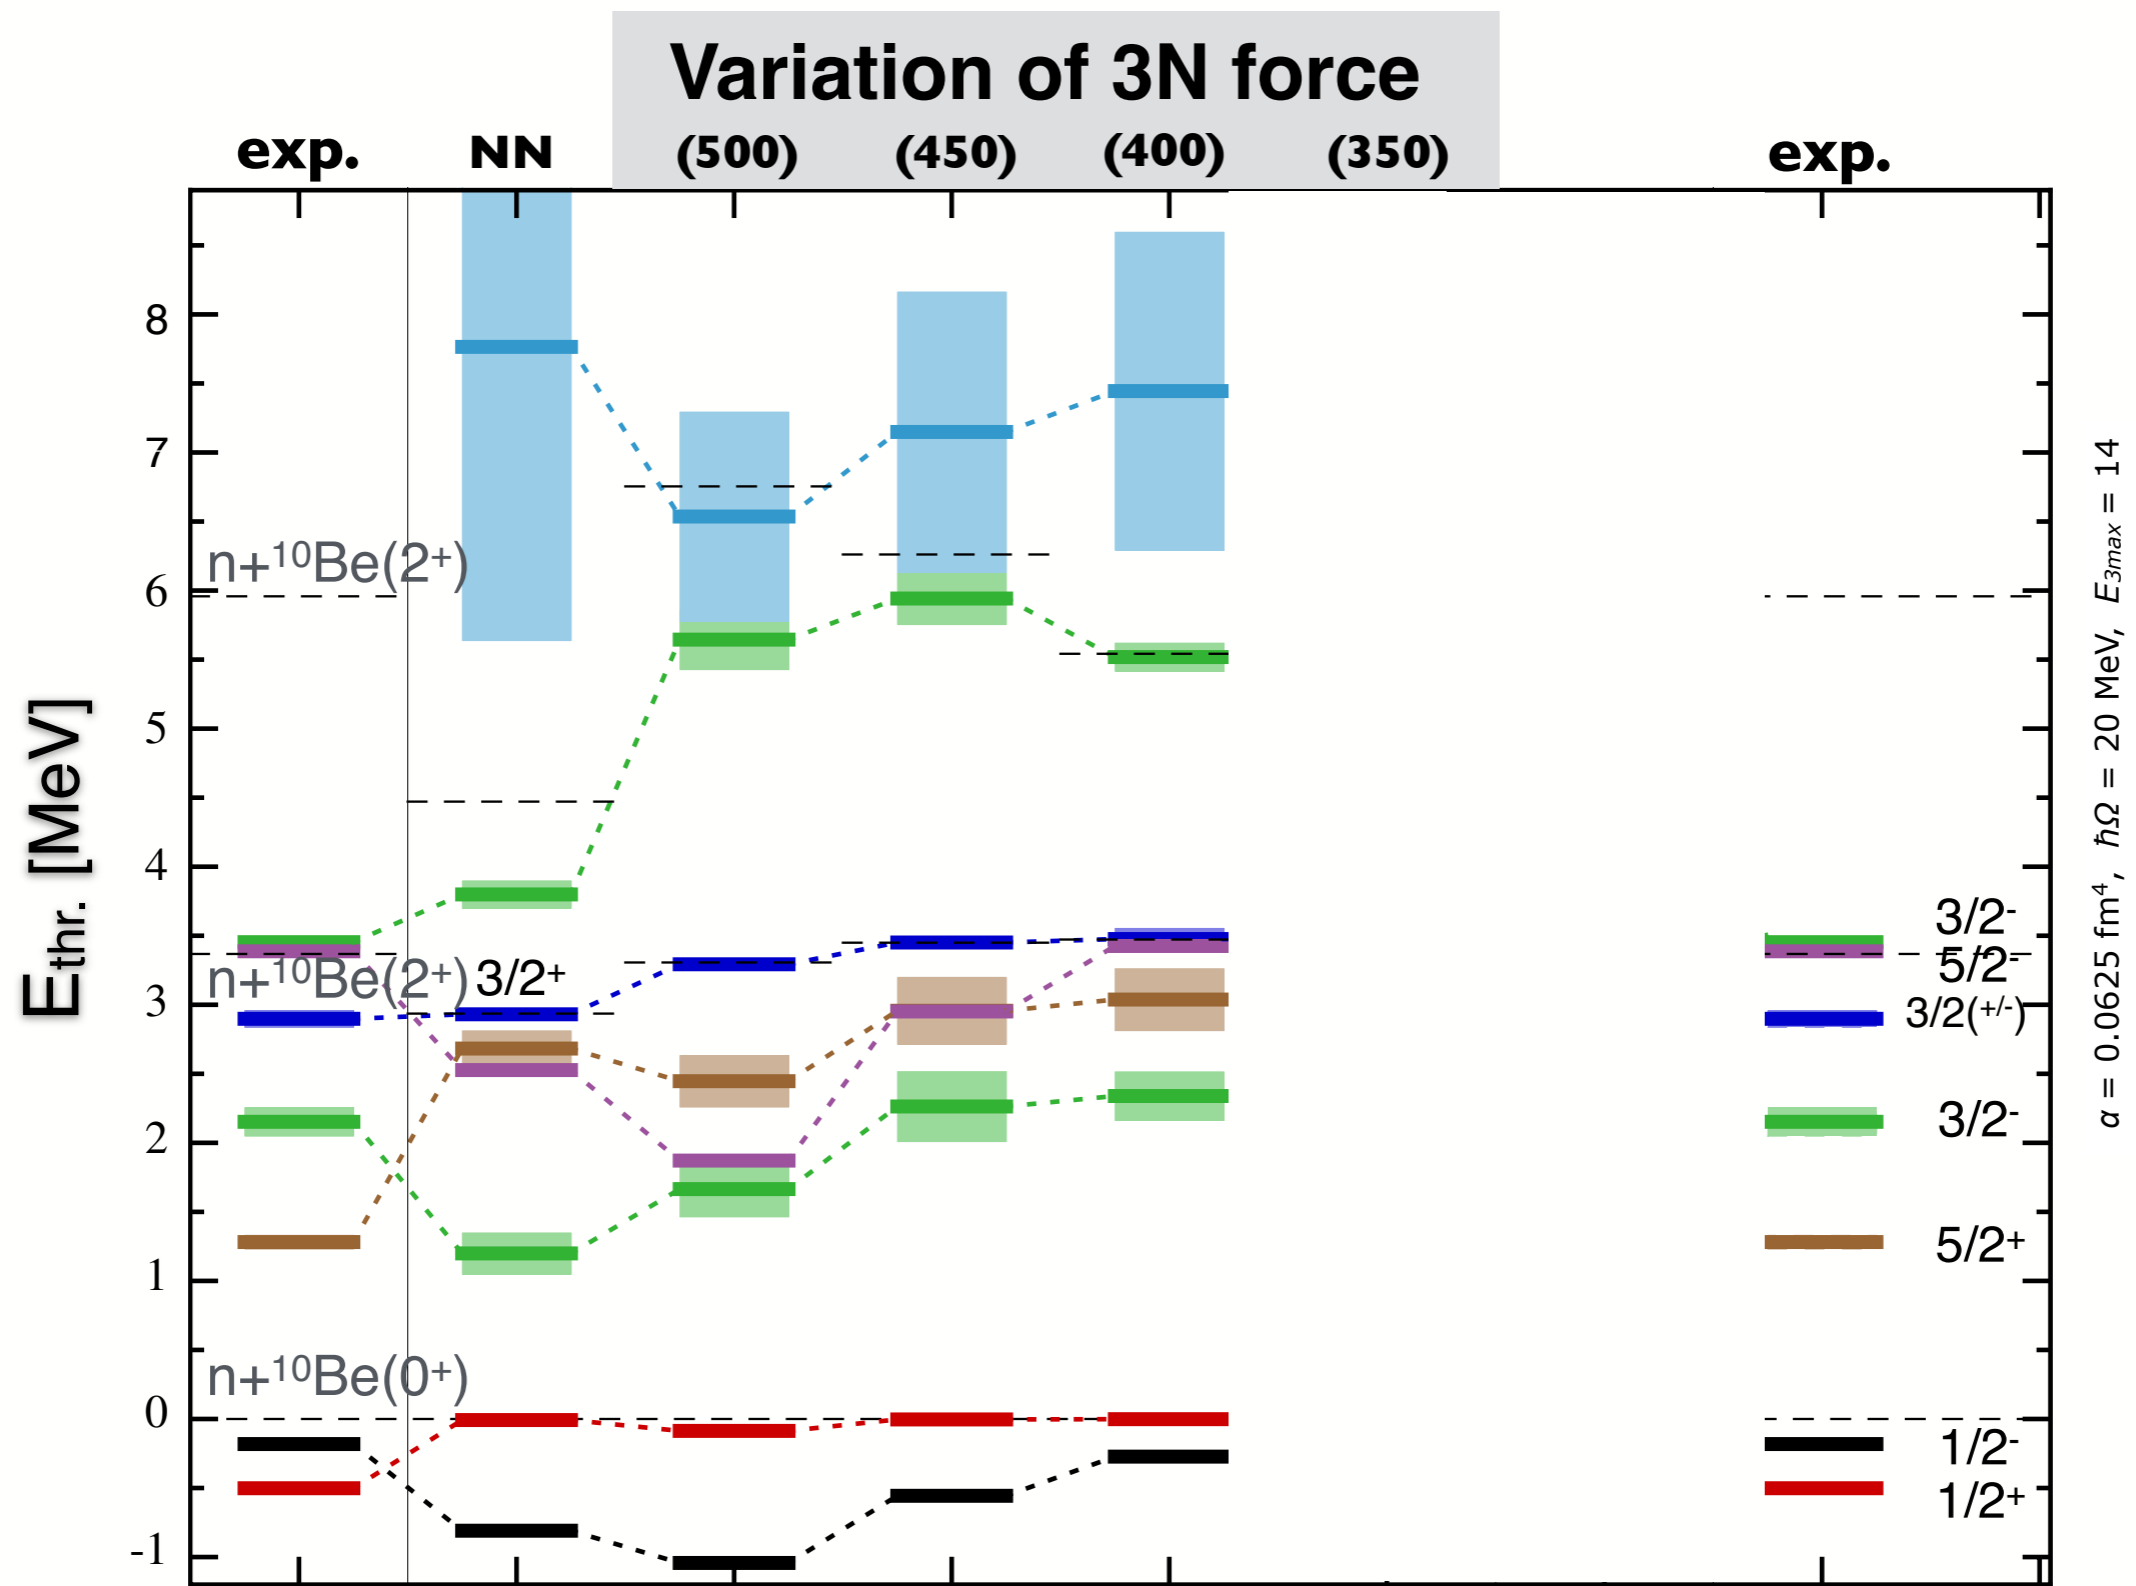 Variation of 3N force
exp. NN (500) (450) (400) (350) exp.
8
7
n+¹⁰Be(2⁺)
6
5
4
3/2⁻
5/2⁻
n+¹⁰Be(2⁺) 3/2⁺
3
3/2(⁺/⁻)
3/2⁻
2
5/2⁺
1
n+¹⁰Be(0⁺)
0
1/2⁻
1/2⁺
-1
Eₜₕᵣ. [MeV]
α = 0.0625 fm⁴, ℏΩ = 20 MeV, E₃ₘₐₓ = 14